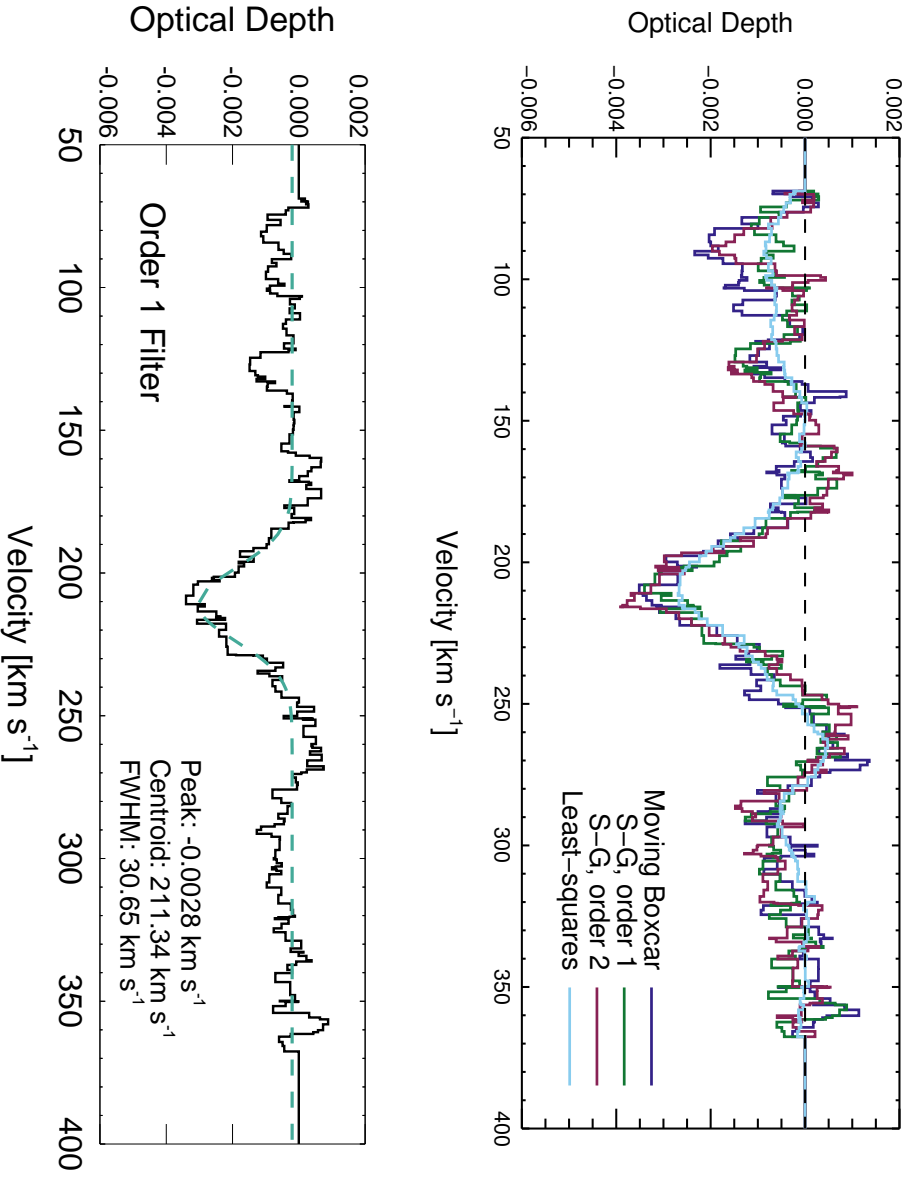 Optical Depth
0.002
0.000
−0.002
−0.004
−0.006
50
100
150
200
250
300
350
400
Velocity [km s−1]
Moving Boxcar
S−G, order 1
S−G, order 2
Least−squares
Optical Depth
0.002
0.000
-0.002
-0.004
-0.006
50
100
150
200
250
300
350
400
Velocity [km s-1]
Order 1 Filter
Peak: -0.0028 km s-1
Centroid: 211.34 km s-1
FWHM: 30.65 km s-1